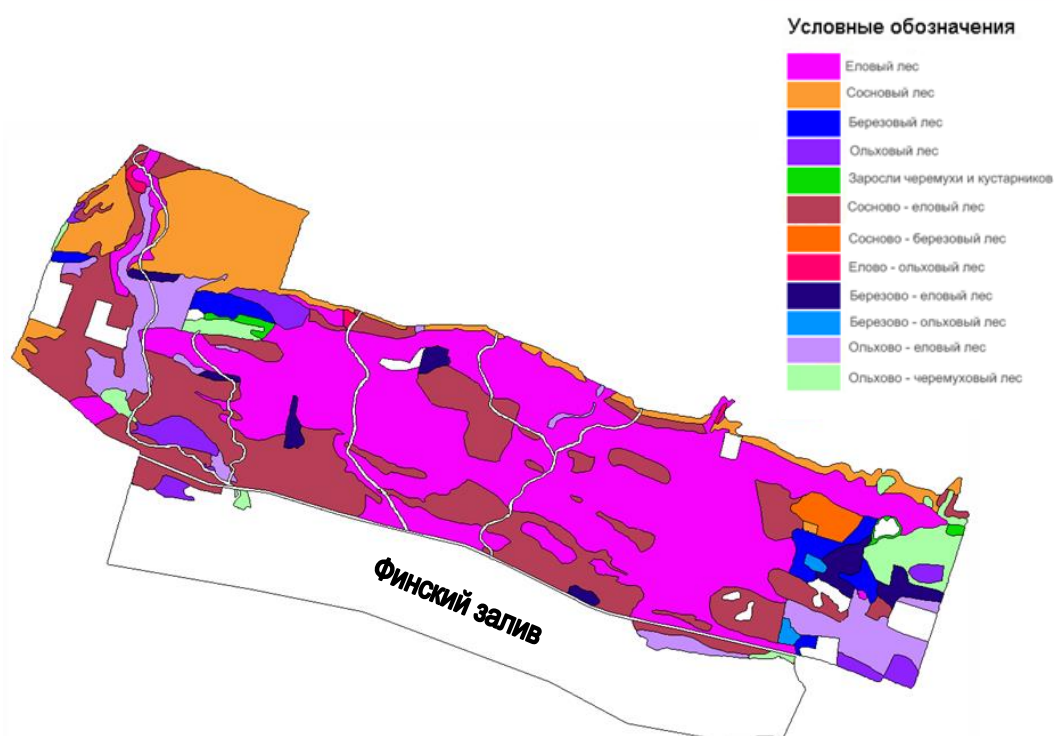 Условные обозначения
Еловый лес
Сосновый лес
Березовый лес
Ольховый лес
Заросли черемухи и кустарников
Сосново - еловый лес
Сосново - березовый лес
Елово - ольховый лес
Березово - еловый лес
Березово - ольховый лес
Ольхово - еловый лес
Ольхово - черемуховый лес
Финский залив